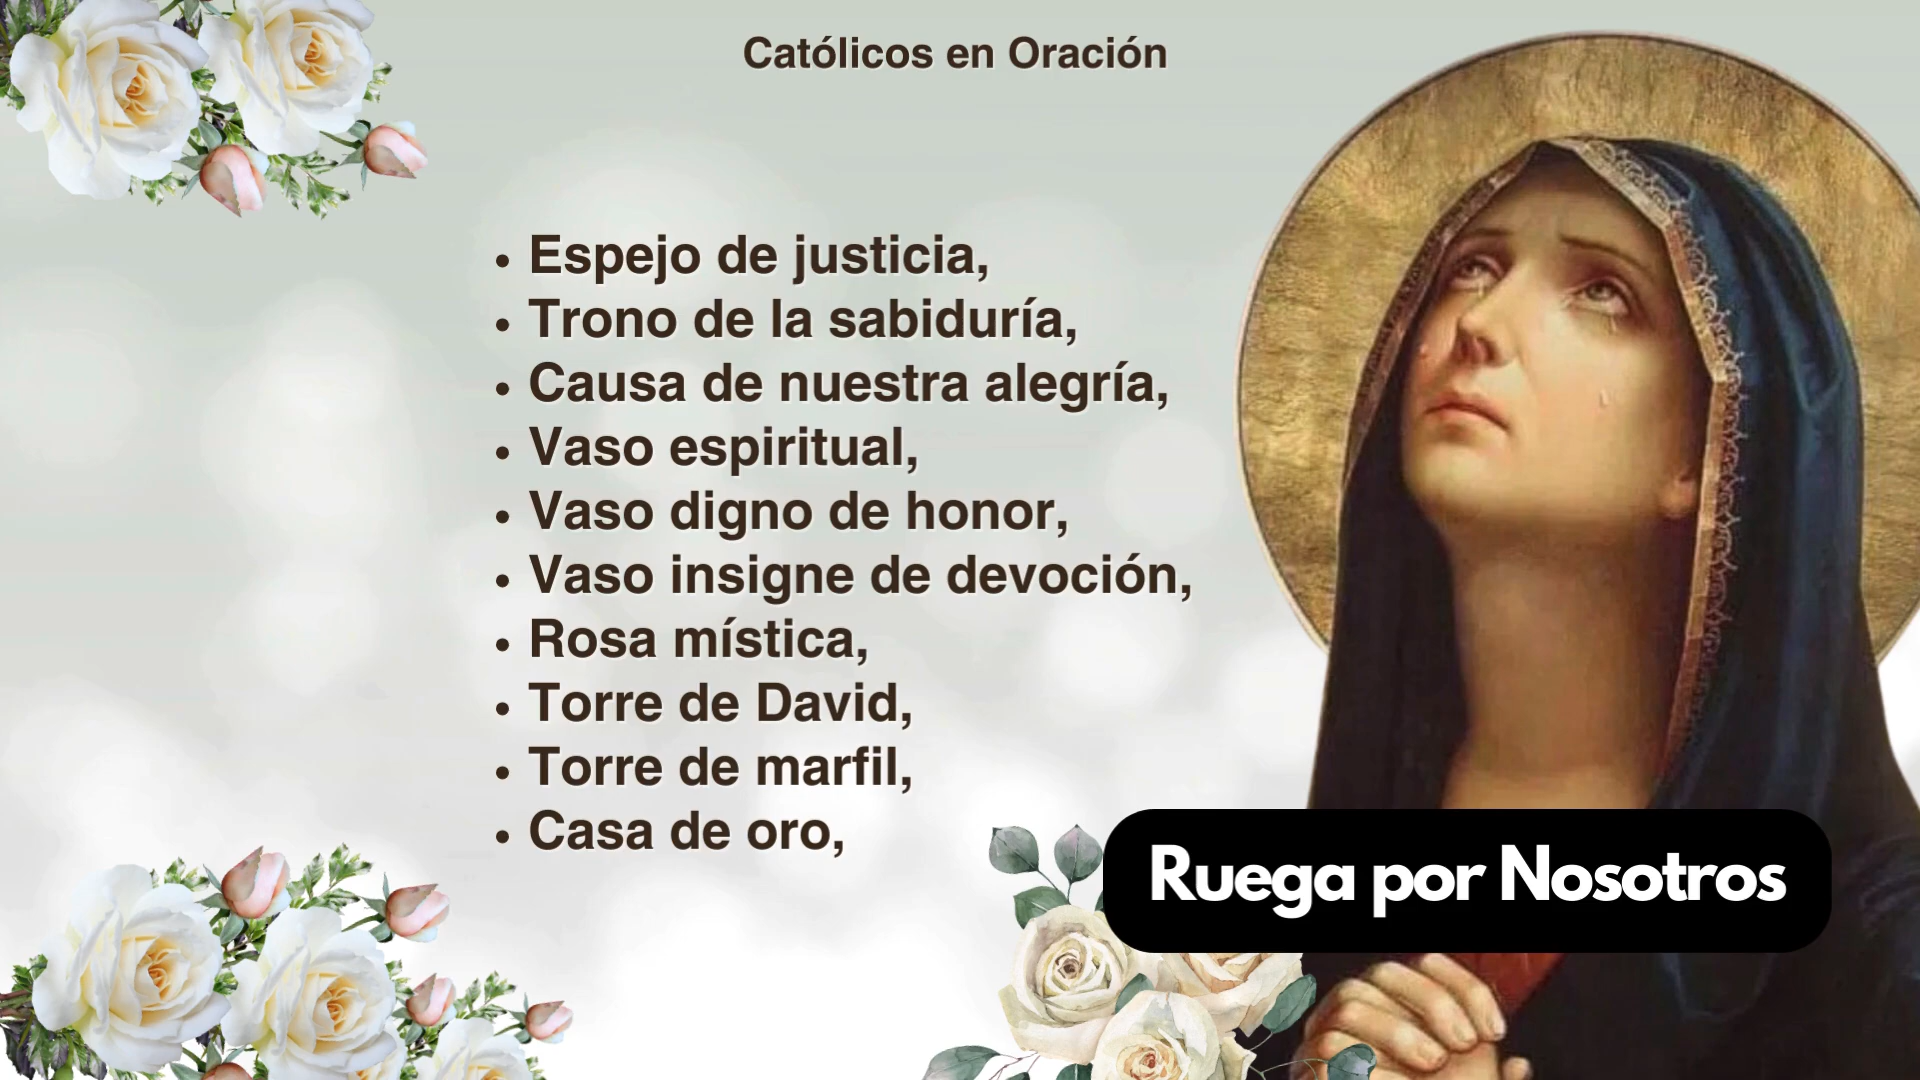 Católicos en Oración
• Espejo de justicia,
• Trono de la sabiduría,
• Causa de nuestra alegría,
• Vaso espiritual,
• Vaso digno de honor,
• Vaso insigne de devoción,
• Rosa mística,
• Torre de David,
• Torre de marfil,
• Casa de oro,
Ruega por Nosotros